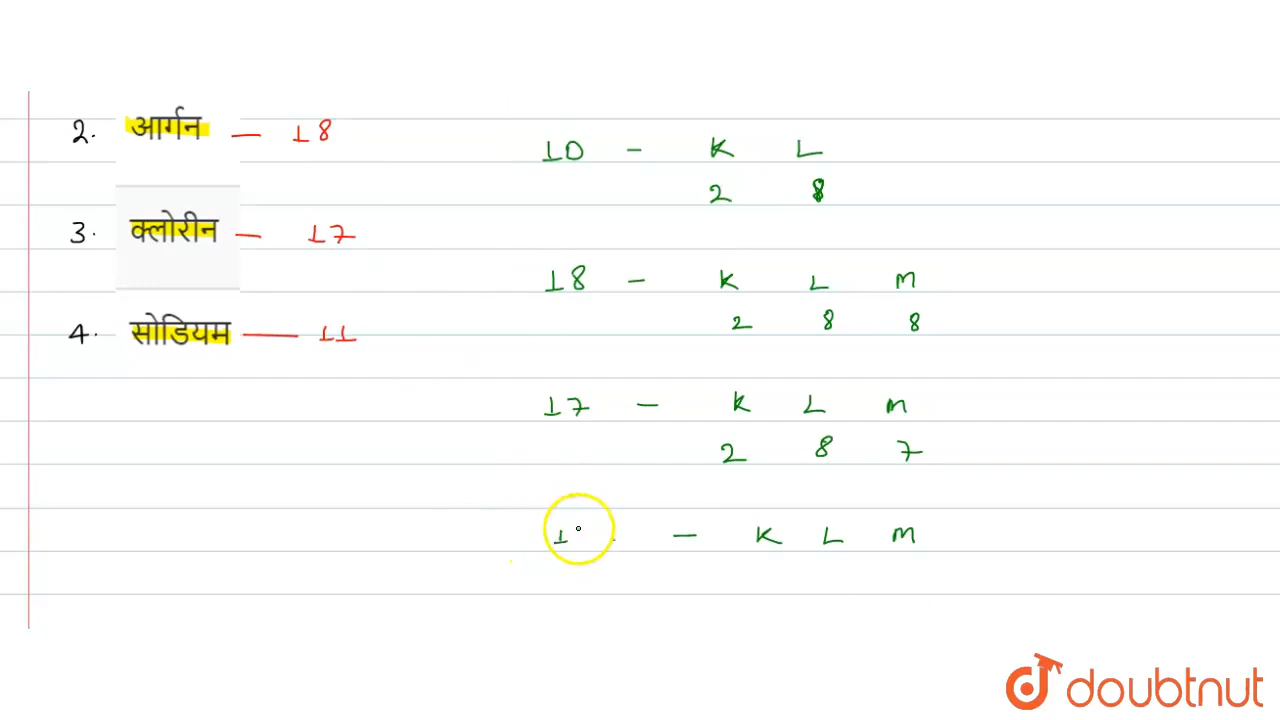 2. आर्गन — 18
3. क्लोरीन — 17
4. सोडियम — 11
10 - K L
2 8
18 - K L M
2 8 8
17 - K L M
2 8 7
- K L M
doubtnut